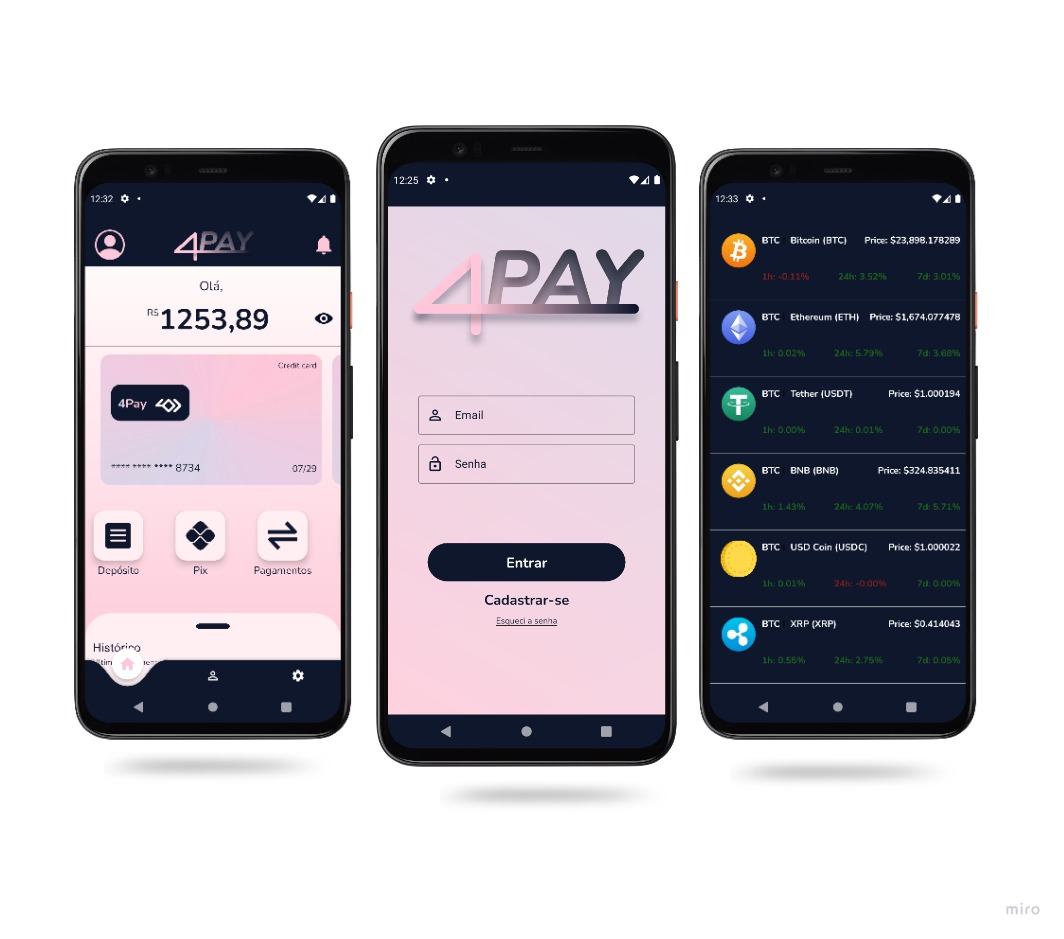 12:32
4PAY
Olá,
R$ 1253,89
Credit card
4Pay
**** **** **** 8734
07/29
Depósito
Pix
Pagamentos
Histórico
12:25
4PAY
Email
Senha
Entrar
Cadastrar-se
Esqueci a senha
12:33
BTC Bitcoin (BTC) Price: $23,898.178289
1h: -0.11% 24h: 3.52% 7d: 3.01%
BTC Ethereum (ETH) Price: $1,674.077478
1h: 0.02% 24h: 5.79% 7d: 3.68%
BTC Tether (USDT) Price: $1.000194
1h: 0.00% 24h: 0.01% 7d: 0.00%
BTC BNB (BNB) Price: $324.835411
1h: 1.43% 24h: 4.07% 7d: 5.71%
BTC USD Coin (USDC) Price: $1.000022
1h: 0.01% 24h: -0.00% 7d: 0.00%
BTC XRP (XRP) Price: $0.414043
1h: 0.55% 24h: 2.75% 7d: 0.05%
miro